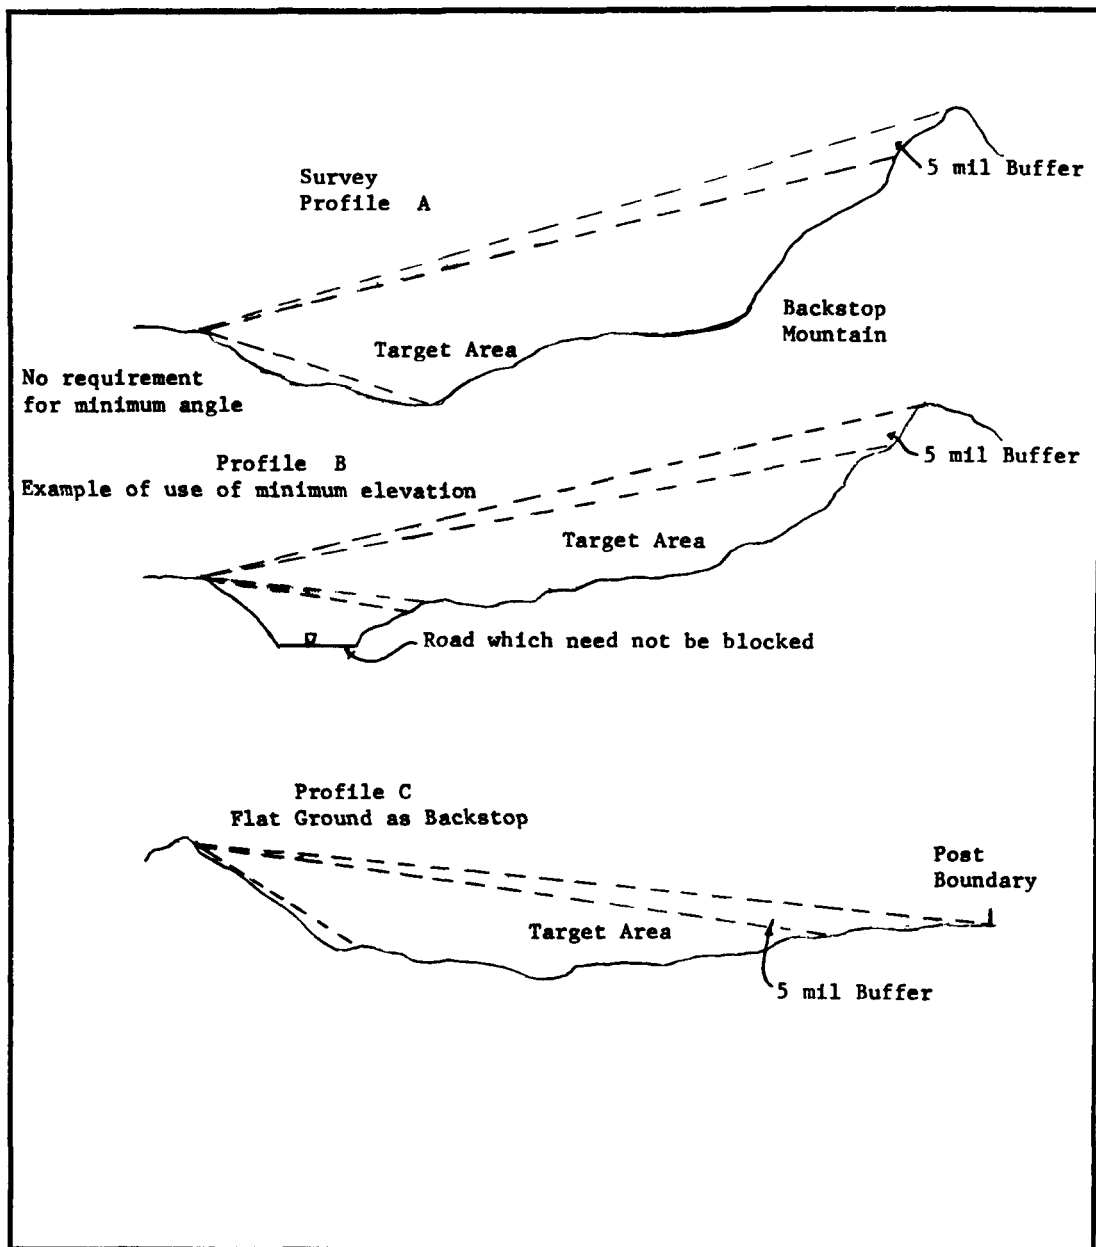 Survey
Profile A
5 mil Buffer
Backstop
Mountain
Target Area
No requirement
for minimum angle
Profile B
Example of use of minimum elevation
5 mil Buffer
Target Area
Road which need not be blocked
Profile C
Flat Ground as Backstop
Post
Boundary
Target Area
5 mil Buffer